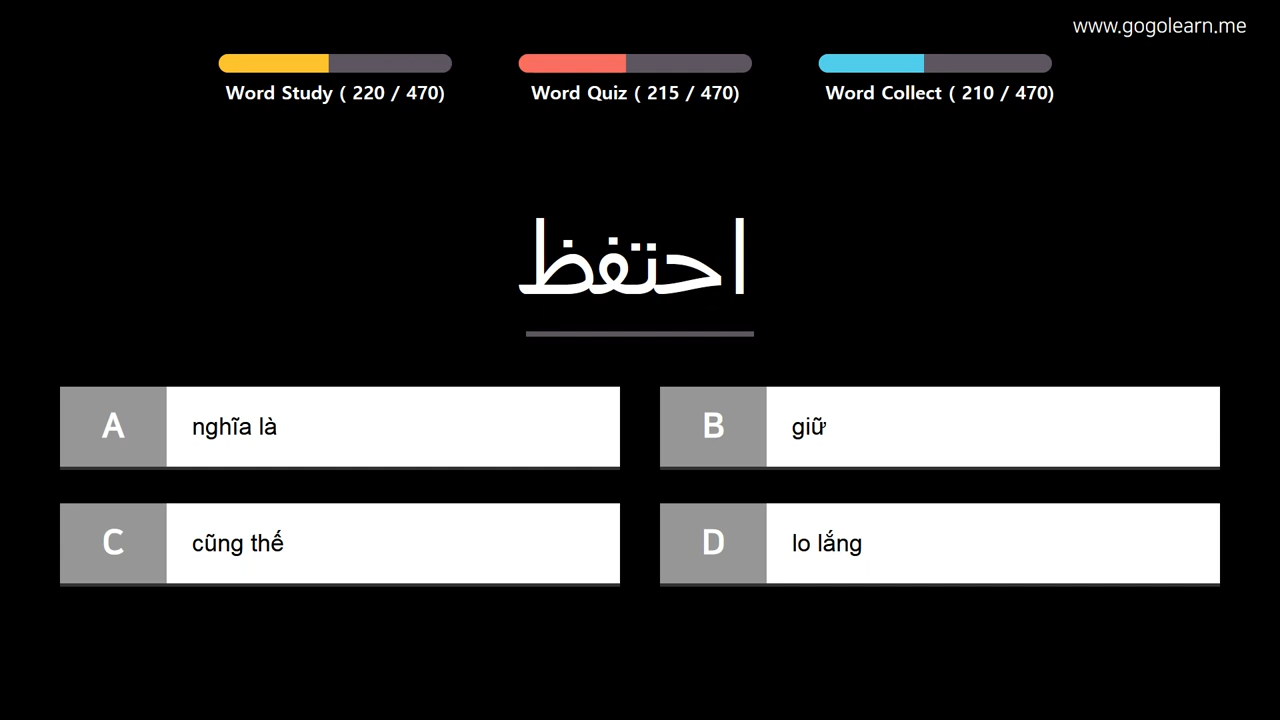 www.gogolearn.me
Word Study ( 220 / 470)
Word Quiz ( 215 / 470)
Word Collect ( 210 / 470)
احتفظ
A nghĩa là
B giữ
C cũng thế
D lo lắng